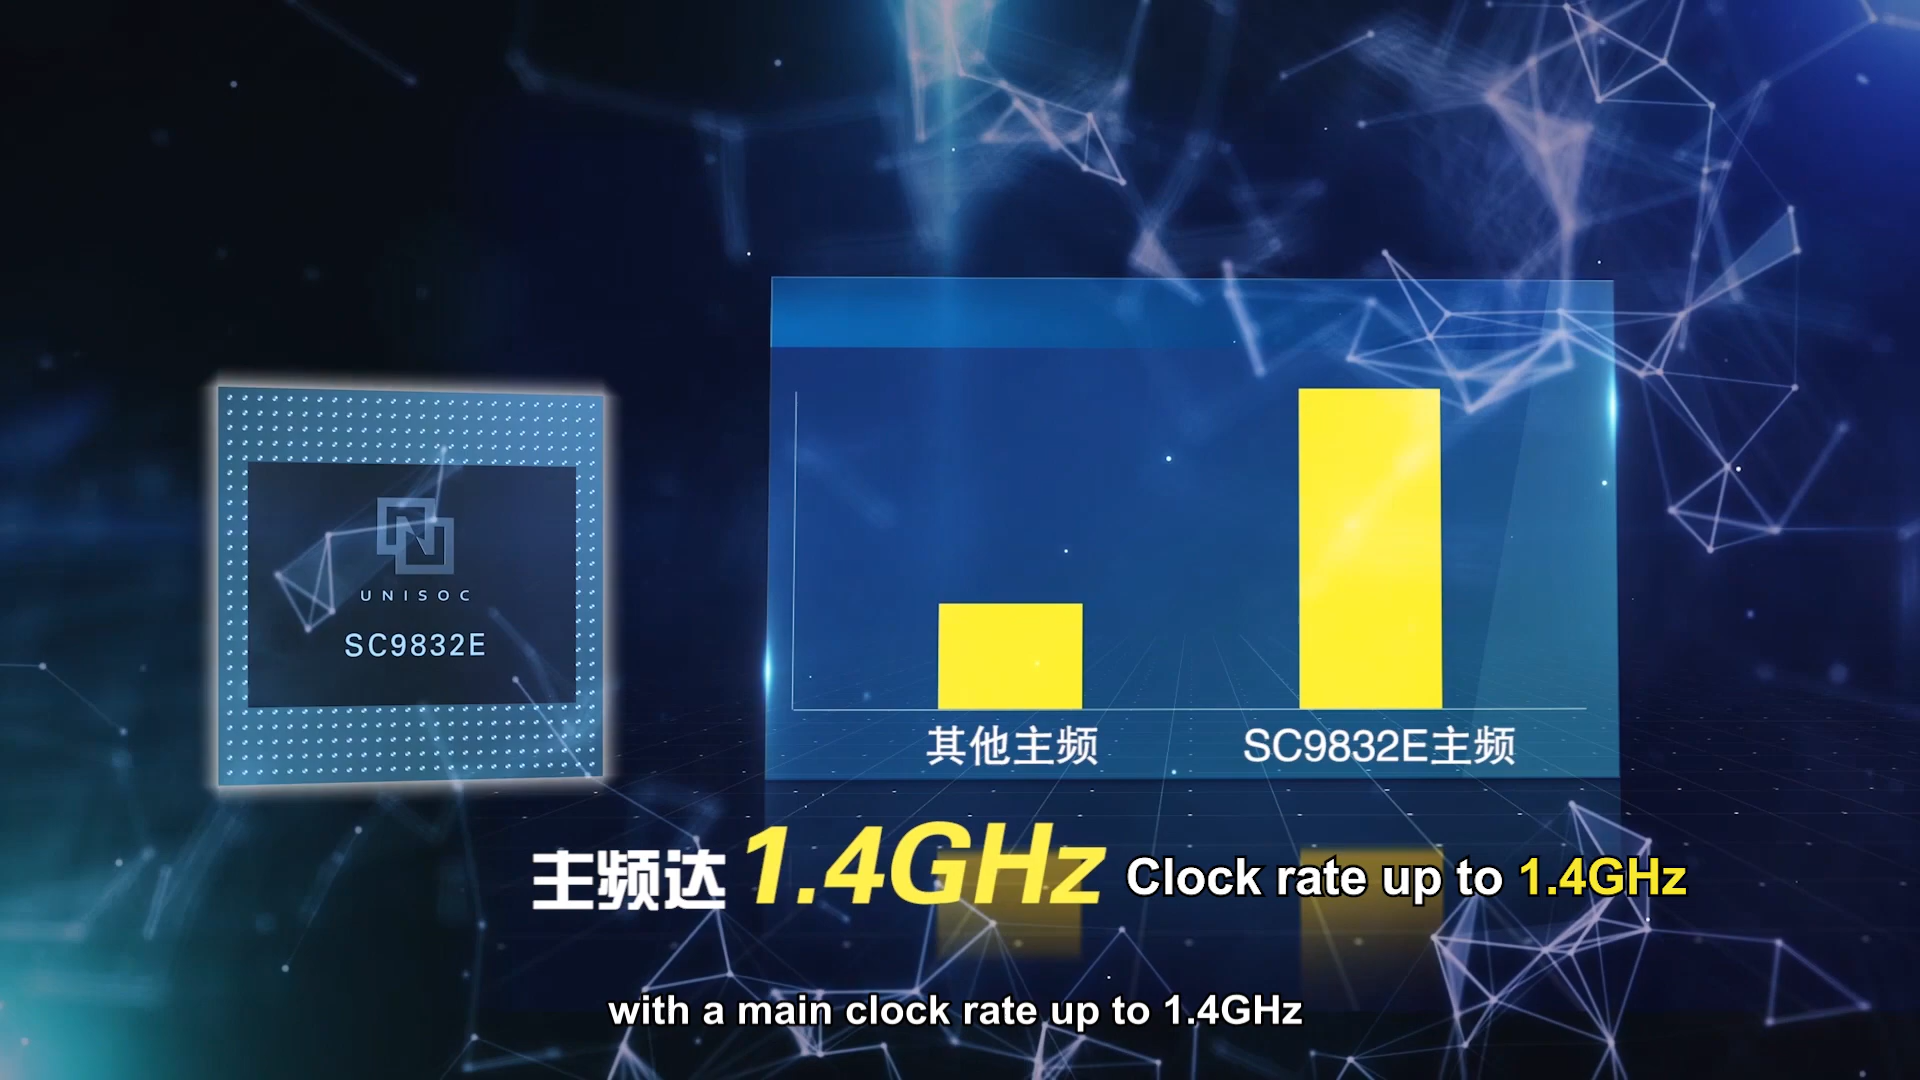 UNISOC
SC9832E
其他主频
SC9832E主频
主频达 1.4GHz Clock rate up to 1.4GHz
with a main clock rate up to 1.4GHz